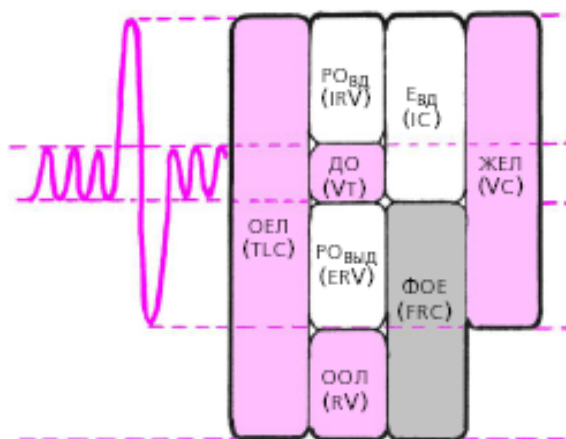 РОвд
(IRV)
Евд
(IC)
ДО
(VT)
ЖЕЛ
(VC)
ОЕЛ
(TLC)
РОвыд
(ERV)
ФОЕ
(FRC)
ООЛ
(RV)